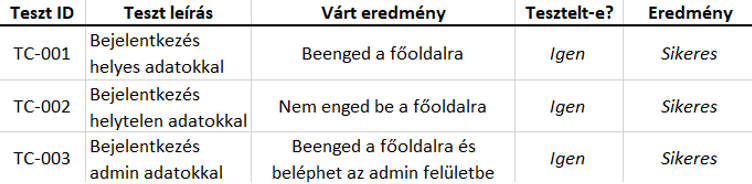 Teszt ID Teszt leírás Várt eredmény Tesztelt-e? Eredmény
TC-001 Bejelentkezés helyes adatokkal Beenged a főoldalra Igen Sikeres
TC-002 Bejelentkezés helytelen adatokkal Nem enged be a főoldalra Igen Sikeres
TC-003 Bejelentkezés admin adatokkal Beenged a főoldalra és beléphet az admin felületbe Igen Sikeres